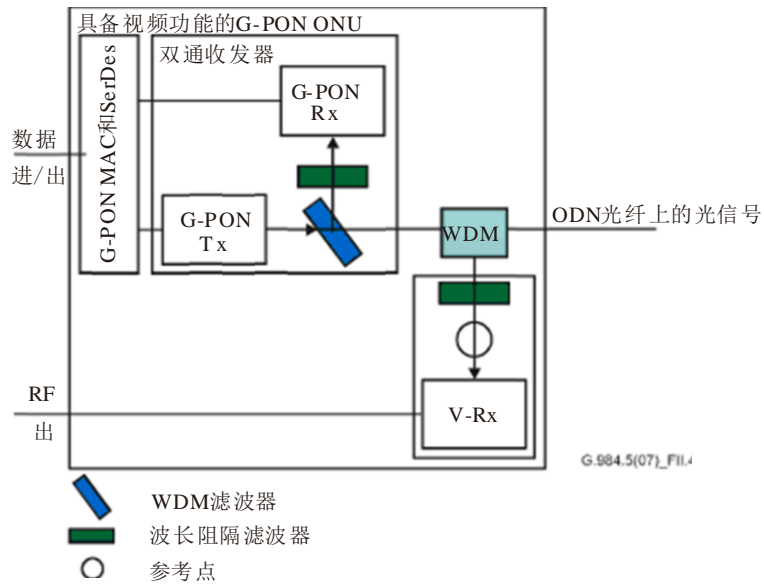 具备视频功能的G-PON ONU
双通收发器
G-PON MAC和SerDes
G-PON
Rx
数据
进/出
G-PON
Tx
WDM
ODN光纤上的光信号
RF
出
V-Rx
G.984.5(07)_FII.4
WDM滤波器
波长阻隔滤波器
参考点